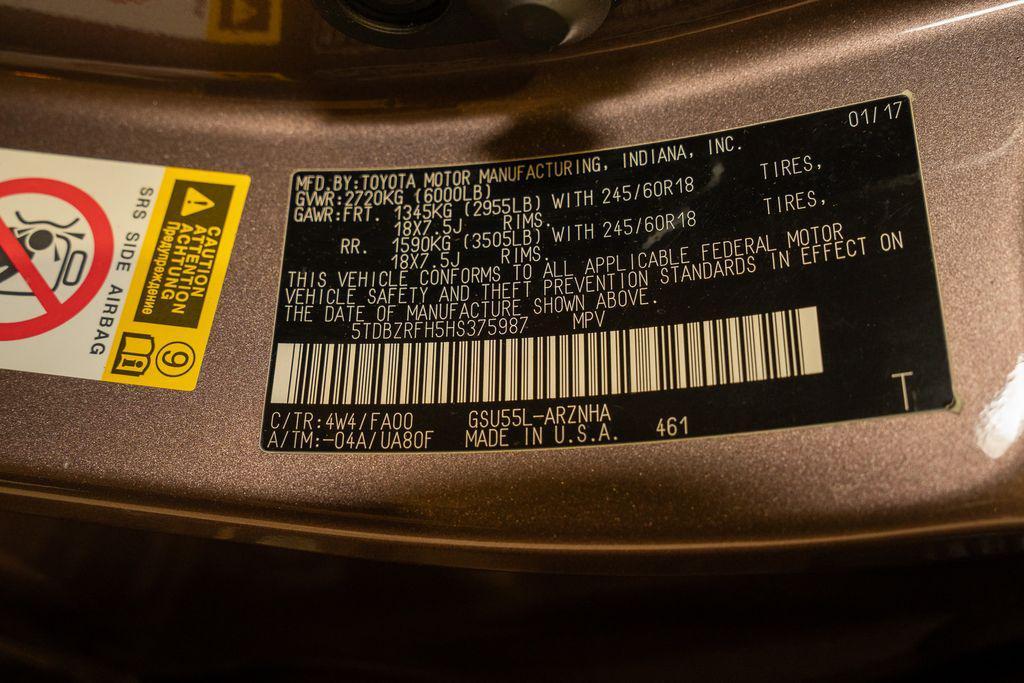 01/17
MFD.BY:TOYOTA MOTOR MANUFACTURING, INDIANA, INC.
GVWR:2720KG (6000LB)
GAWR:FRT. 1345KG (2955LB) WITH 245/60R18 TIRES,
18X7.5J RIMS.
RR. 1590KG (3505LB) WITH 245/60R18 TIRES,
18X7.5J RIMS.
THIS VEHICLE CONFORMS TO ALL APPLICABLE FEDERAL MOTOR
VEHICLE SAFETY AND THEFT PREVENTION STANDARDS IN EFFECT ON
THE DATE OF MANUFACTURE SHOWN ABOVE.
5TDBZRFH5HS375987 MPV
C/TR:4W4/FA00 GSU55L-ARZNHA
A/TM:-04A/UA80F MADE IN U.S.A. 461
T
CAUTION
ATTENTION
ACHTUNG
Предупреждение
SRS SIDE AIRBAG
i
9